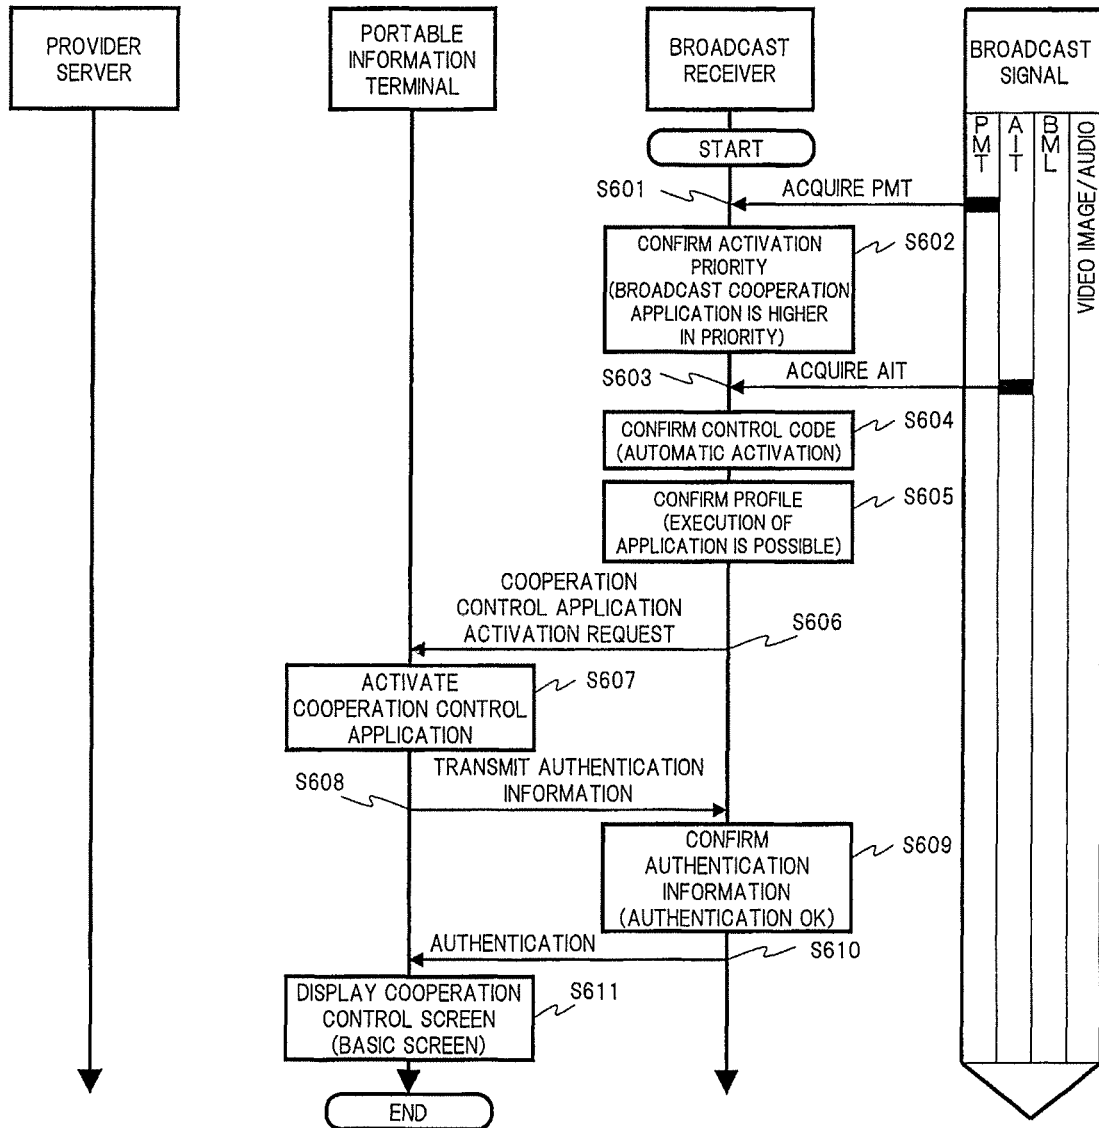 PROVIDER
SERVER
PORTABLE
INFORMATION
TERMINAL
BROADCAST
RECEIVER
BROADCAST
SIGNAL
PMT
AIT
BML
VIDEO IMAGE/AUDIO
START
S601
ACQUIRE PMT
CONFIRM ACTIVATION
PRIORITY
(BROADCAST COOPERATION
APPLICATION IS HIGHER
IN PRIORITY)
S602
S603
ACQUIRE AIT
CONFIRM CONTROL CODE
(AUTOMATIC ACTIVATION)
S604
CONFIRM PROFILE
(EXECUTION OF
APPLICATION IS POSSIBLE)
S605
COOPERATION
CONTROL APPLICATION
ACTIVATION REQUEST
S606
ACTIVATE
COOPERATION CONTROL
APPLICATION
S607
S608
TRANSMIT AUTHENTICATION
INFORMATION
CONFIRM
AUTHENTICATION
INFORMATION
(AUTHENTICATION OK)
S609
AUTHENTICATION
S610
DISPLAY COOPERATION
CONTROL SCREEN
(BASIC SCREEN)
S611
END